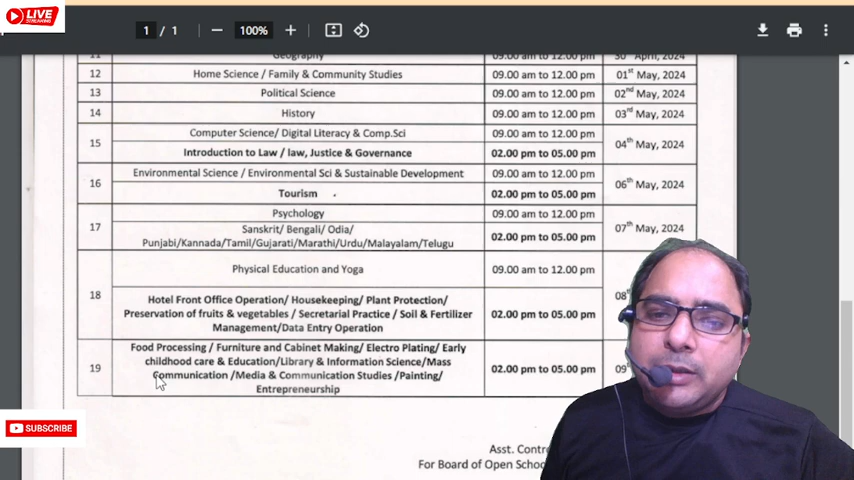 LIVE
STREAMING
1 / 1
100%
11 Geography 09.00 am to 12.00 pm 30th April, 2024
12 Home Science / Family & Community Studies 09.00 am to 12.00 pm 01st May, 2024
13 Political Science 09.00 am to 12.00 pm 02nd May, 2024
14 History 09.00 am to 12.00 pm 03rd May, 2024
15 Computer Science/ Digital Literacy & Comp.Sci 09.00 am to 12.00 pm 04th May, 2024
Introduction to Law / law, Justice & Governance 02.00 pm to 05.00 pm
16 Environmental Science / Environmental Sci & Sustainable Development 09.00 am to 12.00 pm 06th May, 2024
Tourism 02.00 pm to 05.00 pm
17 Psychology 09.00 am to 12.00 pm 07th May, 2024
Sanskrit/ Bengali/ Odia/
Punjabi/Kannada/Tamil/Gujarati/Marathi/Urdu/Malayalam/Telugu 02.00 pm to 05.00 pm
18 Physical Education and Yoga 09.00 am to 12.00 pm 08th
Hotel Front Office Operation/ Housekeeping/ Plant Protection/
Preservation of fruits & vegetables / Secretarial Practice / Soil & Fertilizer 02.00 pm to 05.00 pm
Management/Data Entry Operation
Food Processing / Furniture and Cabinet Making/ Electro Plating/ Early
childhood care & Education/Library & Information Science/Mass
19 Communication /Media & Communication Studies /Painting/ 02.00 pm to 05.00 pm 09
Entrepreneurship
SUBSCRIBE
Asst. Contr
For Board of Open Schoo